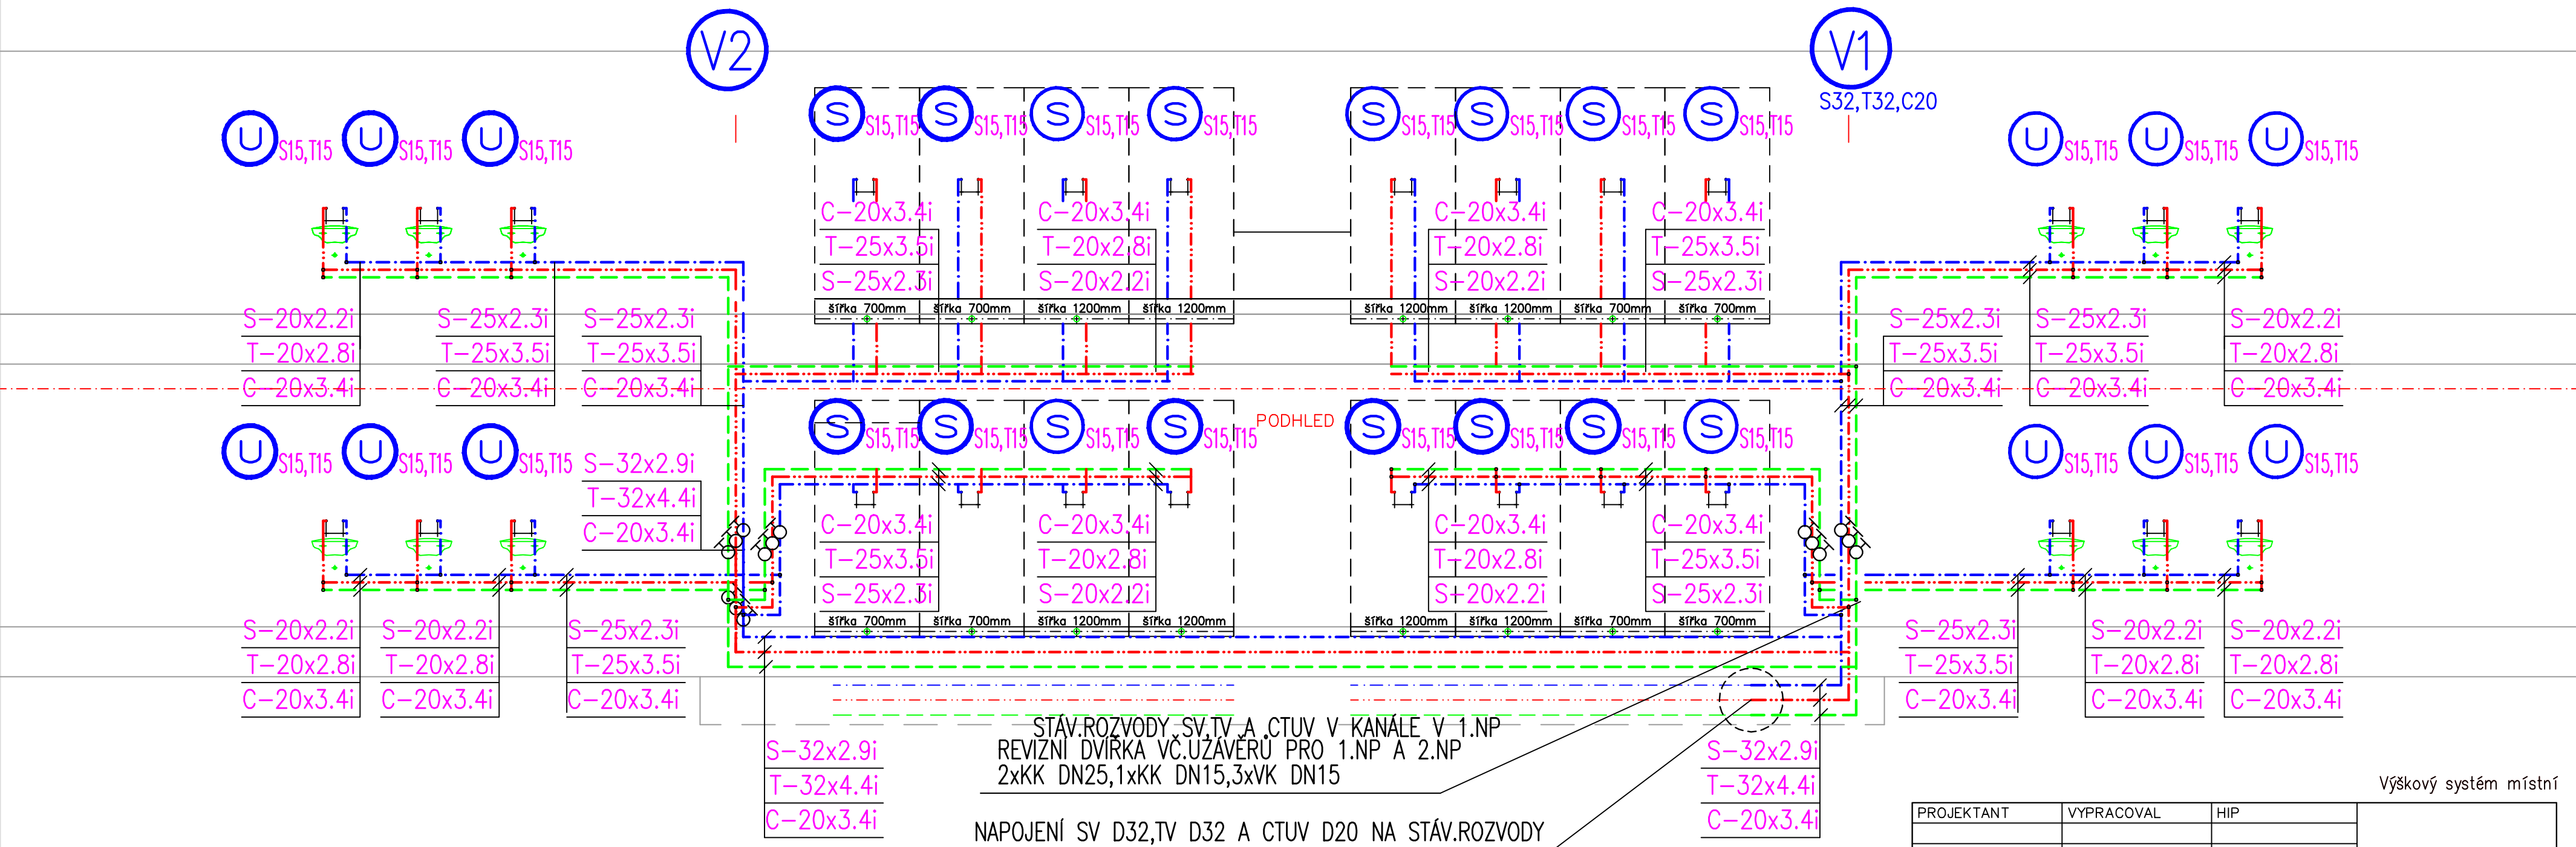 V2
V1
S32,T32,C20
U S15,T15 U S15,T15 U S15,T15
S S15,T15 S S15,T15 S S15,T15 S S15,T15
S S15,T15 S S15,T15 S S15,T15 S S15,T15
U S15,T15 U S15,T15 U S15,T15
C-20x3.4i C-20x3.4i C-20x3.4i C-20x3.4i
T-25x3.5i T-20x2.8i T-20x2.8i T-25x3.5i
S-25x2.3i S-20x2.2i S-20x2.2i S-25x2.3i
šířka 700mm šířka 700mm šířka 1200mm šířka 1200mm šířka 1200mm šířka 1200mm šířka 700mm šířka 700mm
S-20x2.2i S-25x2.3i S-25x2.3i S-25x2.3i S-25x2.3i S-20x2.2i
T-20x2.8i T-25x3.5i T-25x3.5i T-25x3.5i T-25x3.5i T-20x2.8i
C-20x3.4i C-20x3.4i C-20x3.4i C-20x3.4i C-20x3.4i C-20x3.4i
PODHLED
U S15,T15 U S15,T15 U S15,T15
S S15,T15 S S15,T15 S S15,T15 S S15,T15
S S15,T15 S S15,T15 S S15,T15 S S15,T15
U S15,T15 U S15,T15 U S15,T15
S-32x2.9i
T-32x4.4i
C-20x3.4i
C-20x3.4i C-20x3.4i C-20x3.4i C-20x3.4i
T-25x3.5i T-20x2.8i T-20x2.8i T-25x3.5i
S-25x2.3i S-20x2.2i S-20x2.2i S-25x2.3i
šířka 700mm šířka 700mm šířka 1200mm šířka 1200mm šířka 1200mm šířka 1200mm šířka 700mm šířka 700mm
S-20x2.2i S-20x2.2i S-25x2.3i S-25x2.3i S-20x2.2i S-20x2.2i
T-20x2.8i T-20x2.8i T-25x3.5i T-25x3.5i T-20x2.8i T-20x2.8i
C-20x3.4i C-20x3.4i C-20x3.4i C-20x3.4i C-20x3.4i C-20x3.4i
STÁV.ROZVODY SV,TV A CTUV V KANÁLE V 1.NP
REVIZNÍ DVÍŘKA VČ.UZÁVĚRŮ PRO 1.NP A 2.NP
2xKK DN25,1xKK DN15,3xVK DN15
S-32x2.9i S-32x2.9i
T-32x4.4i T-32x4.4i
C-20x3.4i C-20x3.4i
NAPOJENÍ SV D32,TV D32 A CTUV D20 NA STÁV.ROZVODY
Výškový systém místní
PROJEKTANT VYPRACOVAL HIP